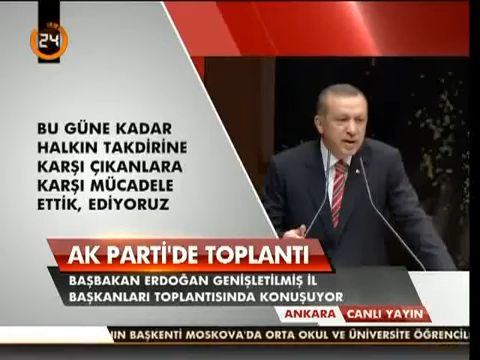 24
BU GÜNE KADAR
HALKIN TAKDİRİNE
KARŞI ÇIKANLARA
KARŞI MÜCADELE
ETTİK, EDİYORUZ
AK PARTİ'DE TOPLANTI
BAŞBAKAN ERDOĞAN GENİŞLETİLMİŞ İL
BAŞKANLARI TOPLANTISINDA KONUŞUYOR
ANKARA CANLI YAYIN
BAŞKENTİ MOSKOVA'DA ORTA OKUL VE ÜNİVERSİTE ÖĞRENCİLERİ